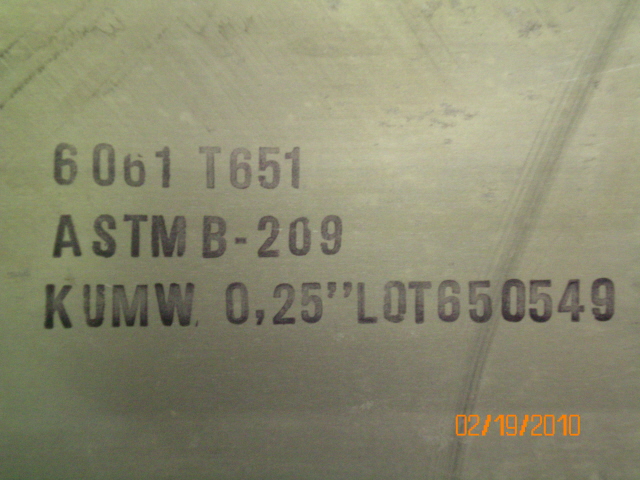 6061 T651
ASTM B-209
KUMW. 0,25" LOT650549
02/19/2010